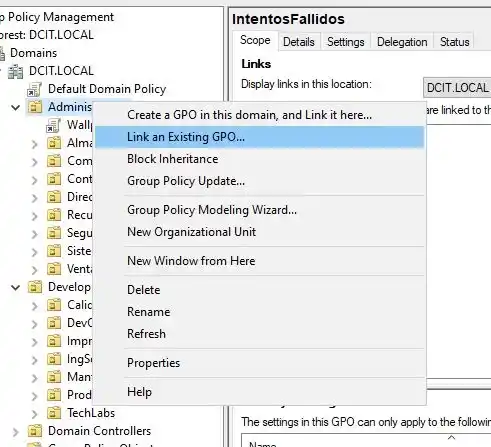 p Policy Management
orest: DCIT.LOCAL
Domains
DCIT.LOCAL
Default Domain Policy
Adminis
Wallp
Alma
Com
Cont
Direc
Recu
Segu
Siste
Venta
Develop
Calid
DevO
Impr
IngS
Mant
Prod
TechLabs
Domain Controllers
Create a GPO in this domain, and Link it here...
Link an Existing GPO...
Block Inheritance
Group Policy Update...
Group Policy Modeling Wizard...
New Organizational Unit
New Window from Here
Delete
Rename
Refresh
Properties
Help
IntentosFallidos
Scope Details Settings Delegation Status
Links
Display links in this location: DCIT.LOCAL
are linked to th
The settings in this GPO can only apply to the followin
Name